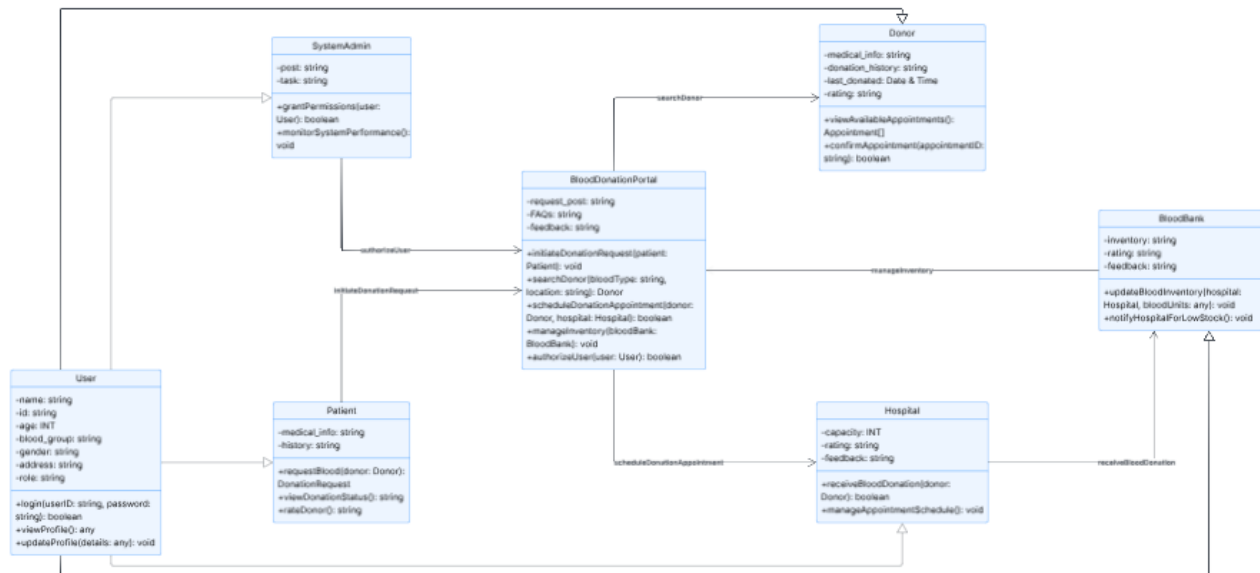 SystemAdmin
-post: string
-task: string
+grantPermissions(user:
User): boolean
+monitorSystemPerformance():
void
Donor
-medical_info: string
-donation_history: string
-last_donated: Date & Time
-rating: string
+viewAvailableAppointments():
Appointment[]
+confirmAppointment(appointmentID:
string): boolean
searchDonor
BloodDonationPortal
-request_post: string
-FAQs: string
-feedback: string
+initiateDonationRequest(patient:
Patient): void
+searchDonor(bloodType: string,
location: string): Donor
+scheduleDonationAppointment(donor:
Donor, hospital: Hospital): boolean
+manageInventory(bloodBank:
BloodBank): void
+authorizeUser(user: User): boolean
authorizeUser
initiateDonationRequest
manageInventory
BloodBank
-inventory: string
-rating: string
-feedback: string
+updateBloodInventory(hospital:
Hospital, bloodUnits: any): void
+notifyHospitalForLowStock(): void
User
-name: string
-id: string
-age: INT
-blood_group: string
-gender: string
-address: string
-role: string
+login(userID: string, password:
string): boolean
+viewProfile(): any
+updateProfile(details: any): void
Patient
-medical_info: string
-history: string
+requestBlood(donor: Donor):
DonationRequest
+viewDonationStatus(): string
+rateDonor(): string
scheduleDonationAppointment
Hospital
-capacity: INT
-rating: string
-feedback: string
+receiveBloodDonation(donor:
Donor): boolean
+manageAppointmentSchedule(): void
receiveBloodDonation